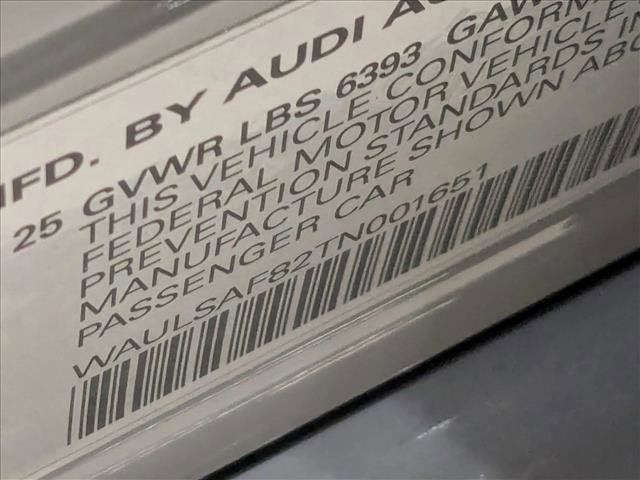 MFD. BY AUDI
25 GVWR LBS 6393 GAW
THIS VEHICLE CONFORM
FEDERAL MOTOR VEHICLE
PREVENTION STANDARDS IN
MANUFACTURE SHOWN ABO
PASSENGER CAR
WAULSAF82TN001651